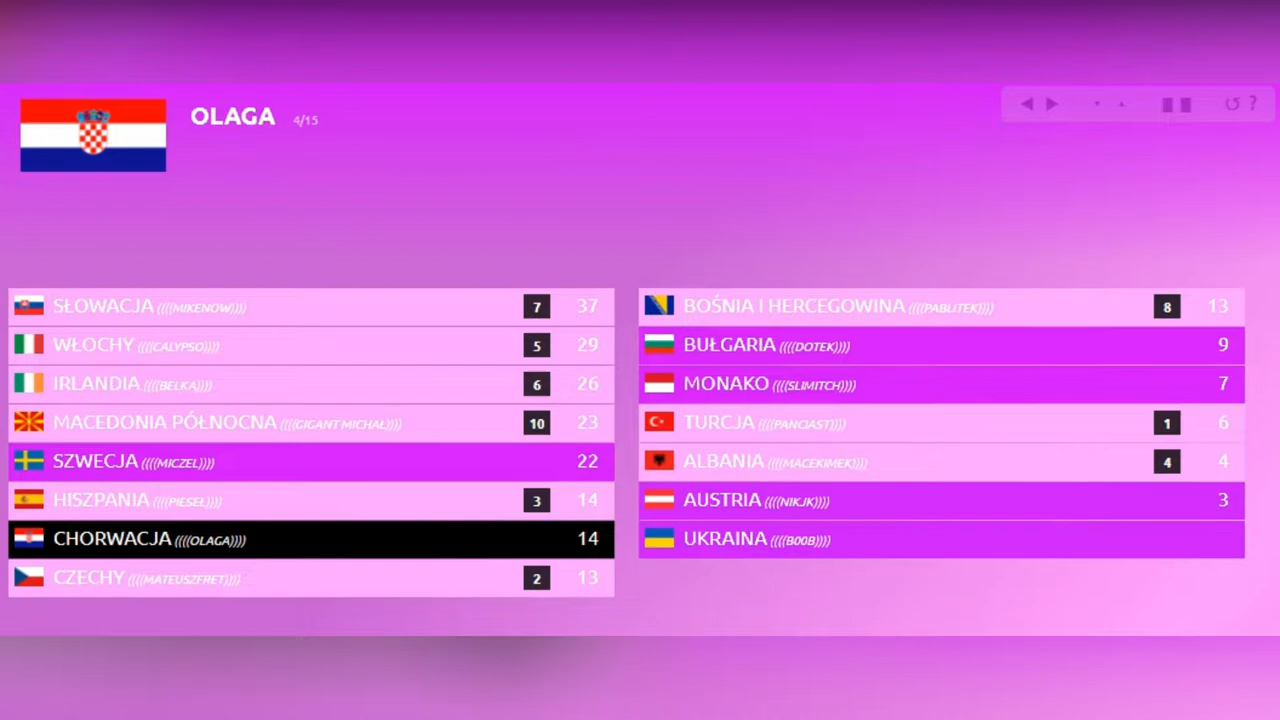 OLAGA 4/15
?
SŁOWACJA ((((MIKENOW)))) 7 37
WŁOCHY ((((CALYPSO)))) 5 29
IRLANDIA ((((BELKA)))) 6 26
MACEDONIA PÓŁNOCNA ((((GIGANT MICHAŁ)))) 10 23
SZWECJA ((((MICZEL)))) 22
HISZPANIA ((((PIESEŁ)))) 3 14
CHORWACJA ((((OLAGA)))) 14
CZECHY ((((MATEUSZFRET)))) 2 13
BOŚNIA I HERCEGOWINA ((((PABLITEK)))) 8 13
BUŁGARIA ((((DOTEK)))) 9
MONAKO ((((SLIMITCH)))) 7
TURCJA ((((PANCIAST)))) 1 6
ALBANIA ((((MACEKIMEK)))) 4 4
AUSTRIA ((((NIKJK)))) 3
UKRAINA ((((B00B))))